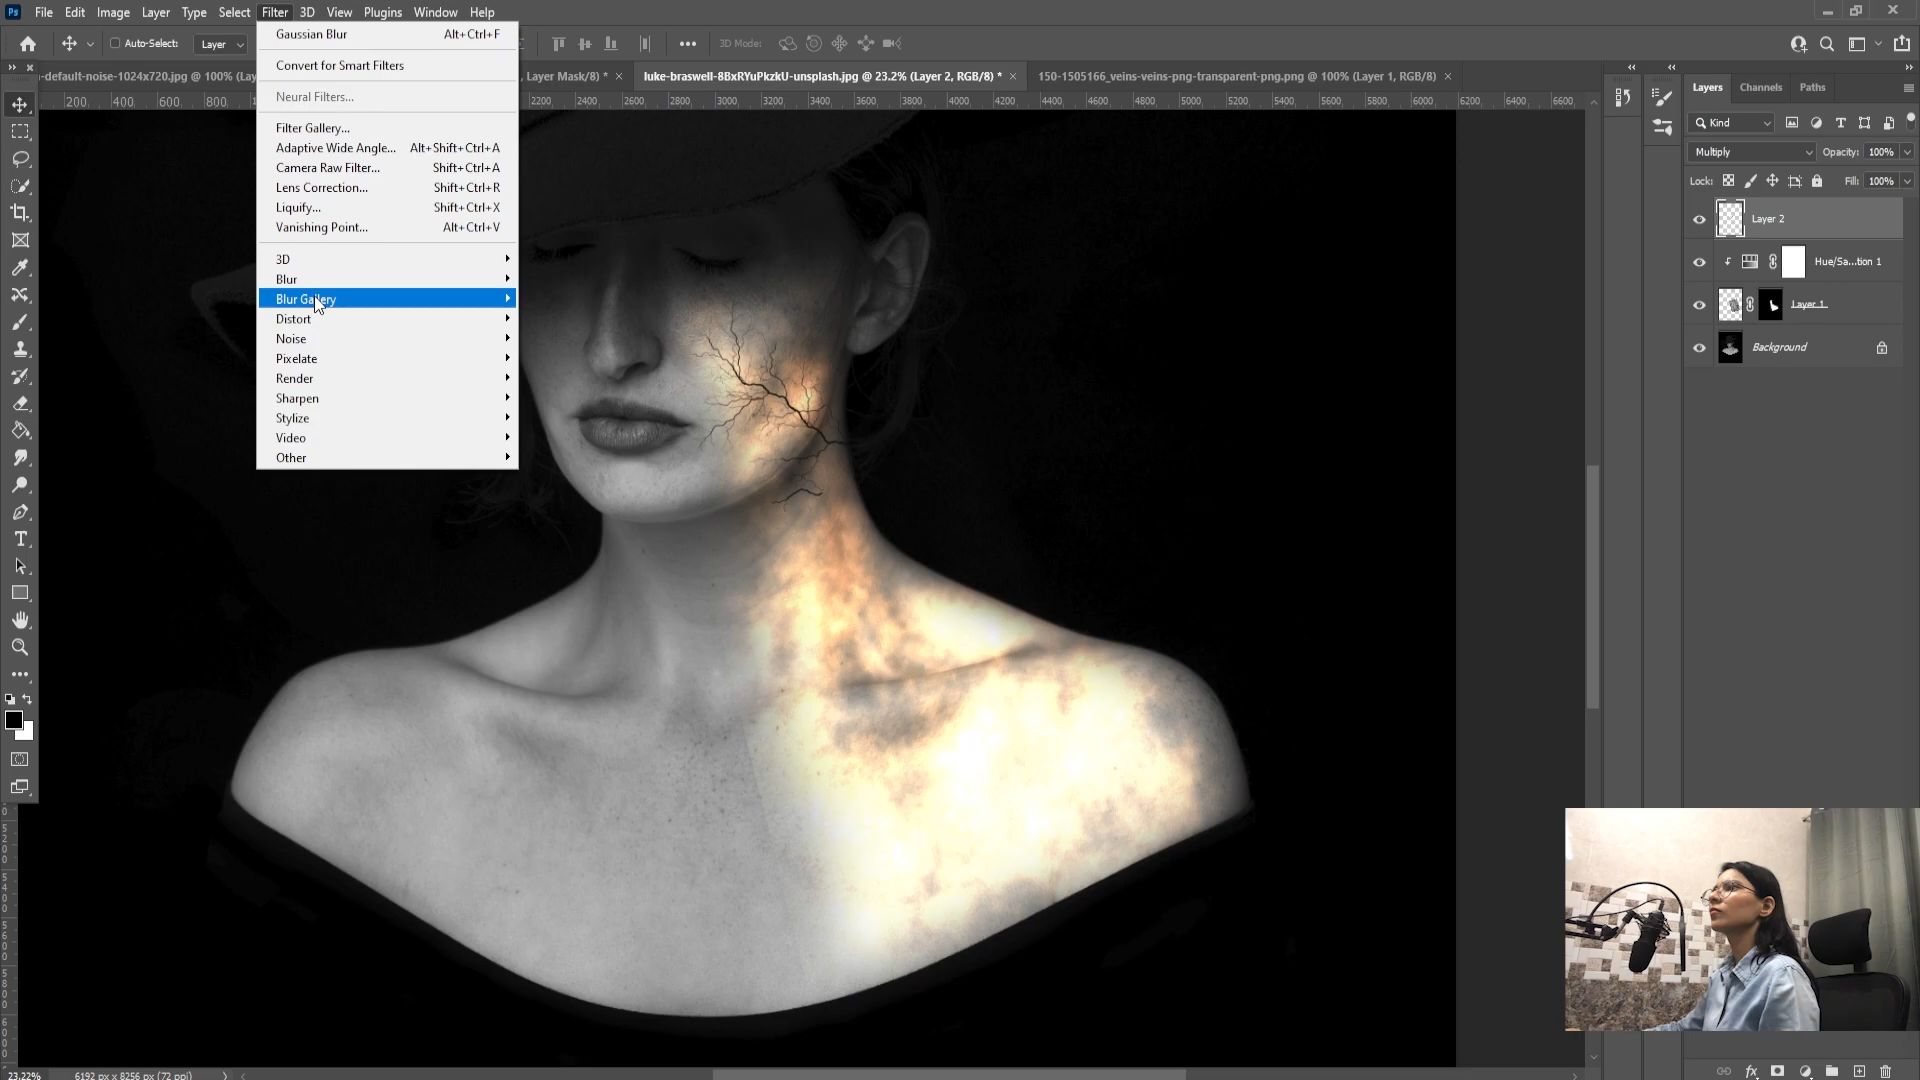 Ps File Edit Image Layer Type Select Filter 3D View Plugins Window Help
Auto-Select: Layer 3D Mode:
-default-noise-1024x720.jpg @ 100% (Lay , Layer Mask/8) * luke-braswell-8BxRYuPkzkU-unsplash.jpg @ 23.2% (Layer 2, RGB/8) * 150-1505166_veins-veins-png-transparent-png.png @ 100% (Layer 1, RGB/8)
200 400 600 800 2200 2400 2600 2800 3000 3200 3400 3600 3800 4000 4200 4400 4600 4800 5000 5200 5400 5600 5800 6000 6200 6400 6600
Gaussian Blur Alt+Ctrl+F
Convert for Smart Filters
Neural Filters...
Filter Gallery...
Adaptive Wide Angle... Alt+Shift+Ctrl+A
Camera Raw Filter... Shift+Ctrl+A
Lens Correction... Shift+Ctrl+R
Liquify... Shift+Ctrl+X
Vanishing Point... Alt+Ctrl+V
3D
Blur
Blur Gallery
Distort
Noise
Pixelate
Render
Sharpen
Stylize
Video
Other
Layers Channels Paths
Kind
Multiply Opacity: 100%
Lock: Fill: 100%
Layer 2
Hue/Sa...tion 1
Layer 1
Background
5200
5400
5600
5800
6000
23.22% 6192 px x 8256 px (72 ppi)